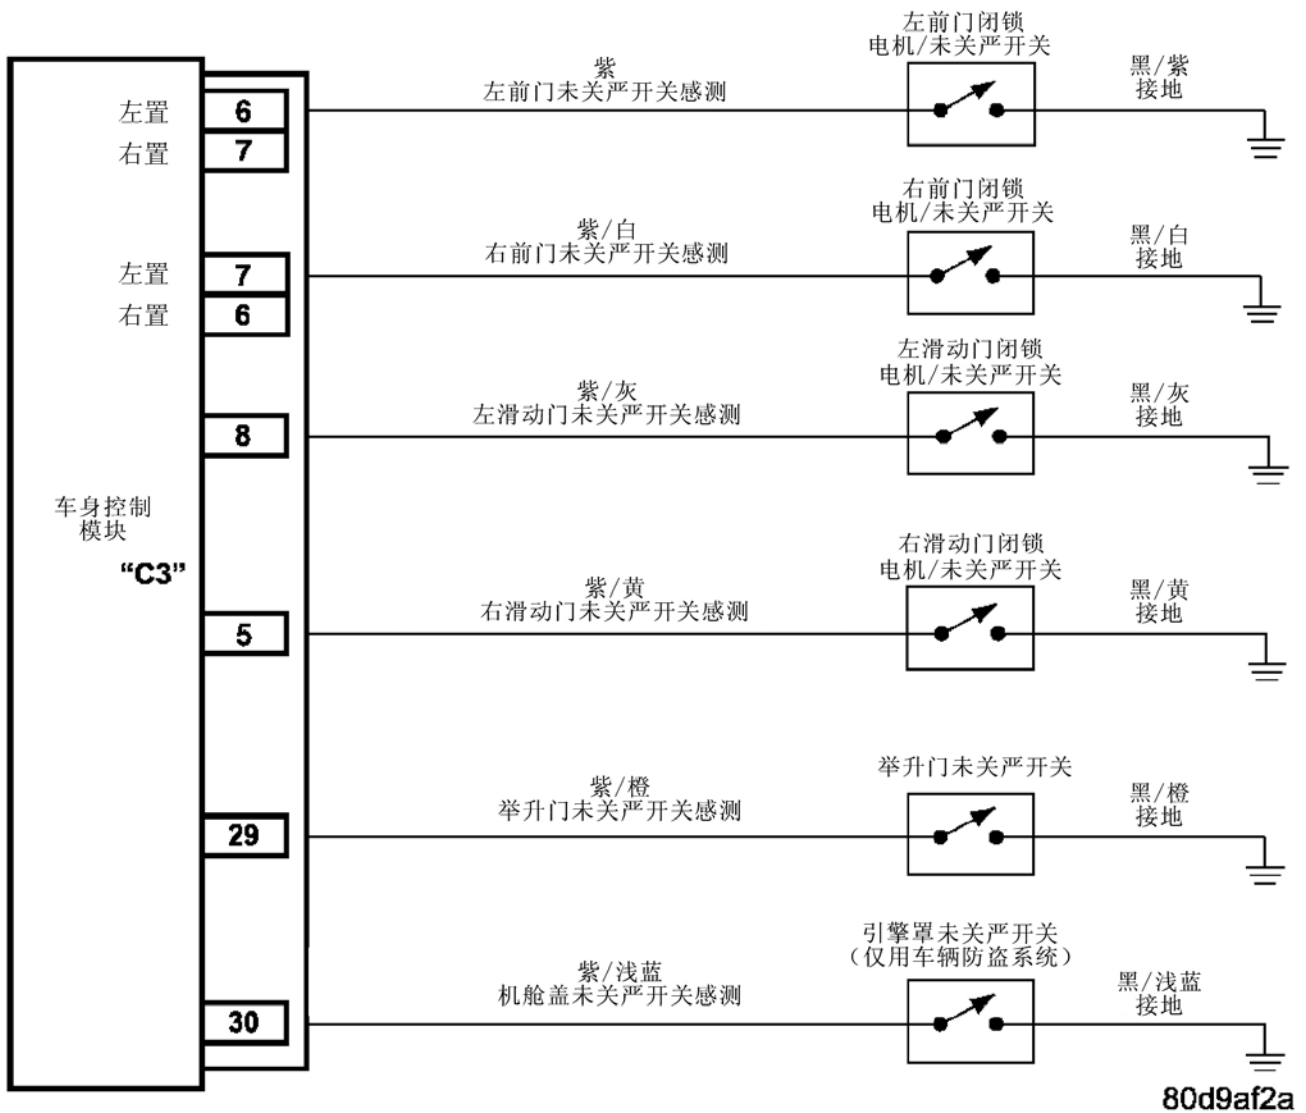 左前门闭锁
电机/未关严开关
紫
左前门未关严开关感测
黑/紫
接地
左置
6
右置
7
右前门闭锁
电机/未关严开关
紫/白
右前门未关严开关感测
黑/白
接地
左置
7
右置
6
左滑动门闭锁
电机/未关严开关
紫/灰
左滑动门未关严开关感测
黑/灰
接地
8
车身控制
模块
“C3”
右滑动门闭锁
电机/未关严开关
紫/黄
右滑动门未关严开关感测
黑/黄
接地
5
举升门未关严开关
紫/橙
举升门未关严开关感测
黑/橙
接地
29
引擎罩未关严开关
（仅用车辆防盗系统）
紫/浅蓝
机舱盖未关严开关感测
黑/浅蓝
接地
30
80d9af2a